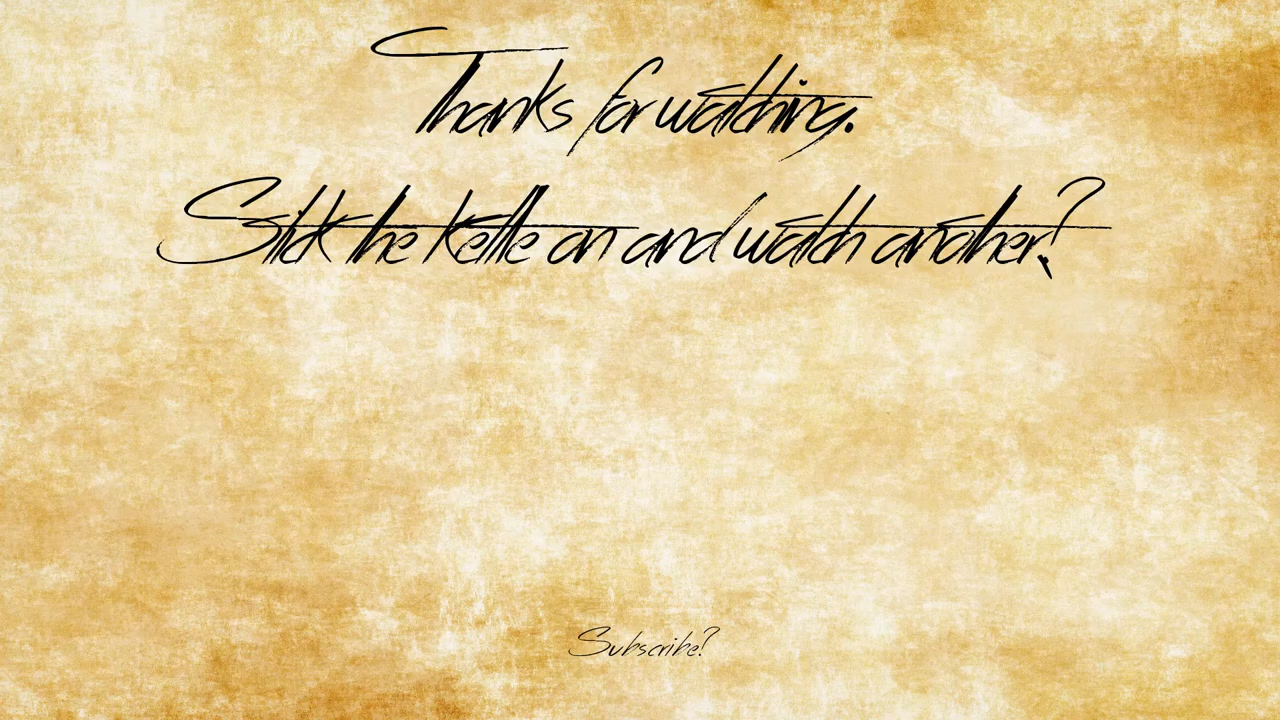 Thanks for watching.
Stick the Kettle on and watch another?
Subscribe?